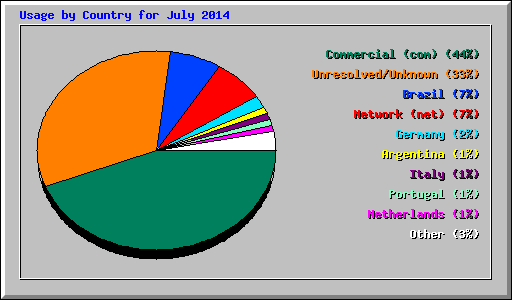 Usage by Country for July 2014
Commercial (com) (44%)
Unresolved/Unknown (33%)
Brazil (7%)
Network (net) (7%)
Germany (2%)
Argentina (1%)
Italy (1%)
Portugal (1%)
Netherlands (1%)
Other (3%)